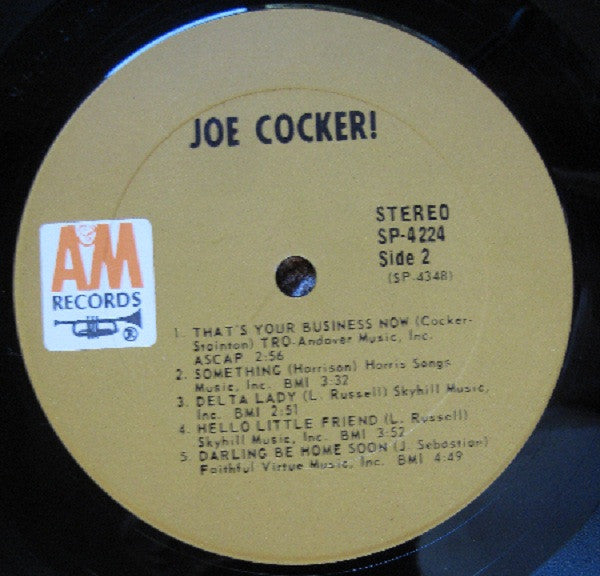 JOE COCKER!
STEREO
SP-4224
Side 2
(SP-4348)
A&M
RECORDS
®
1. THAT'S YOUR BUSINESS NOW (Cocker-
Stainton) TRO-Andover Music, Inc.
ASCAP 2:56
2. SOMETHING (Harrison) Harris Songs
Music, Inc. BMI 3:32
3. DELTA LADY (L. Russell) Skyhill Music,
Inc. BMI 2:51
4. HELLO LITTLE FRIEND (L. Russell)
Skyhill Music, Inc. BMI 3:52
5. DARLING BE HOME SOON (J. Sebastian)
Faithful Virtue Music, Inc. BMI 4:49